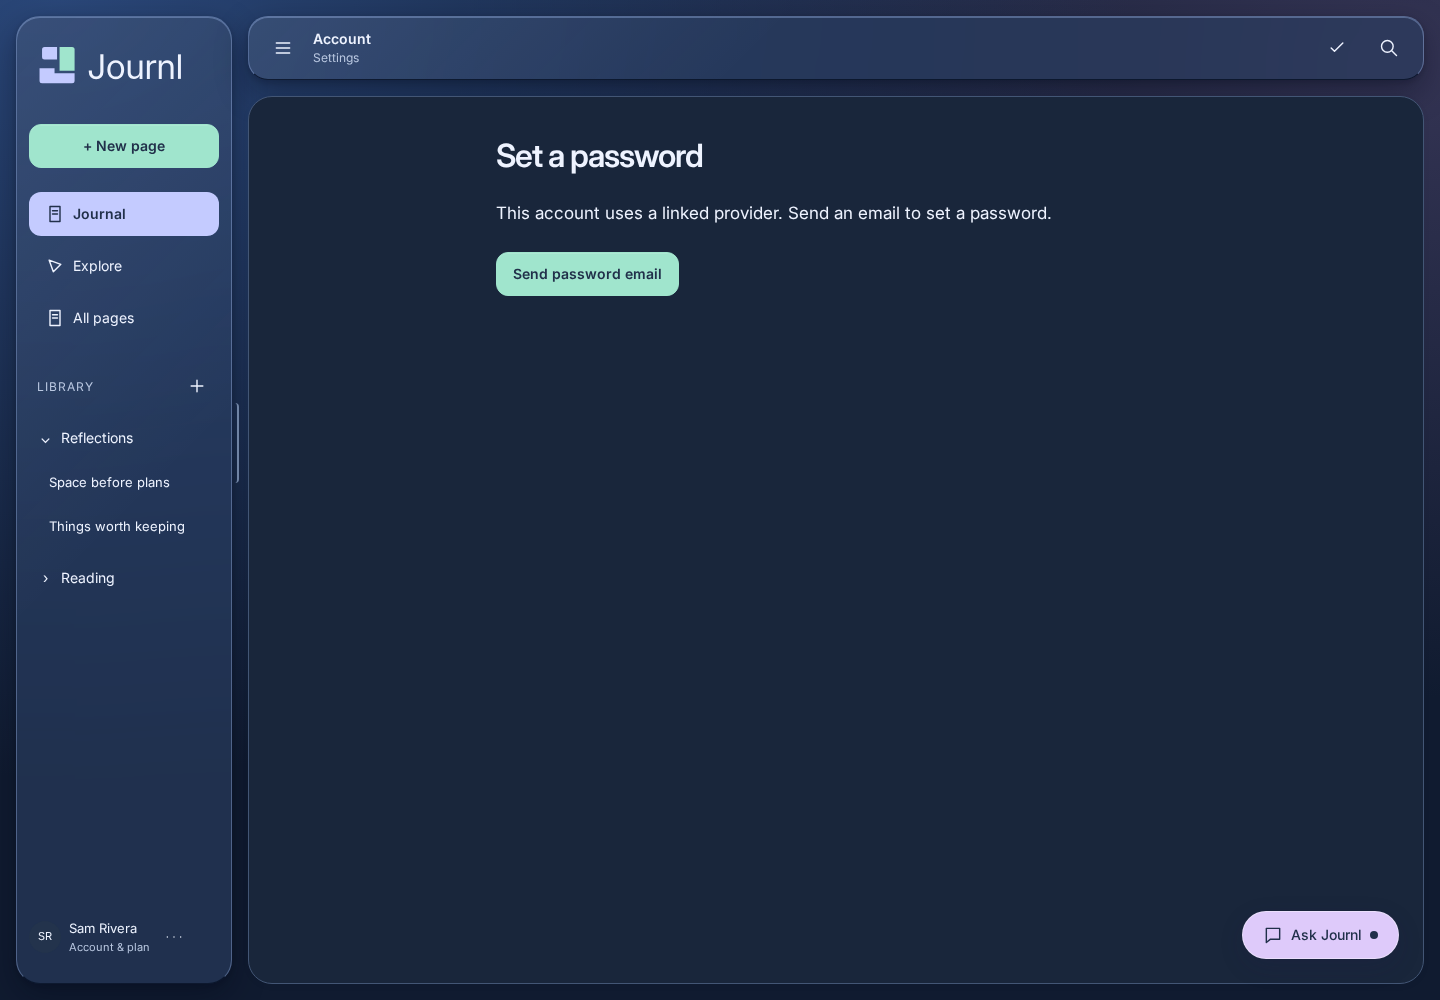 Journl
+ New page
Journal
Explore
All pages
LIBRARY
Reflections
Space before plans
Things worth keeping
Reading
SR
Sam Rivera
Account & plan
...
Account
Settings
Set a password
This account uses a linked provider. Send an email to set a password.
Send password email
Ask Journl